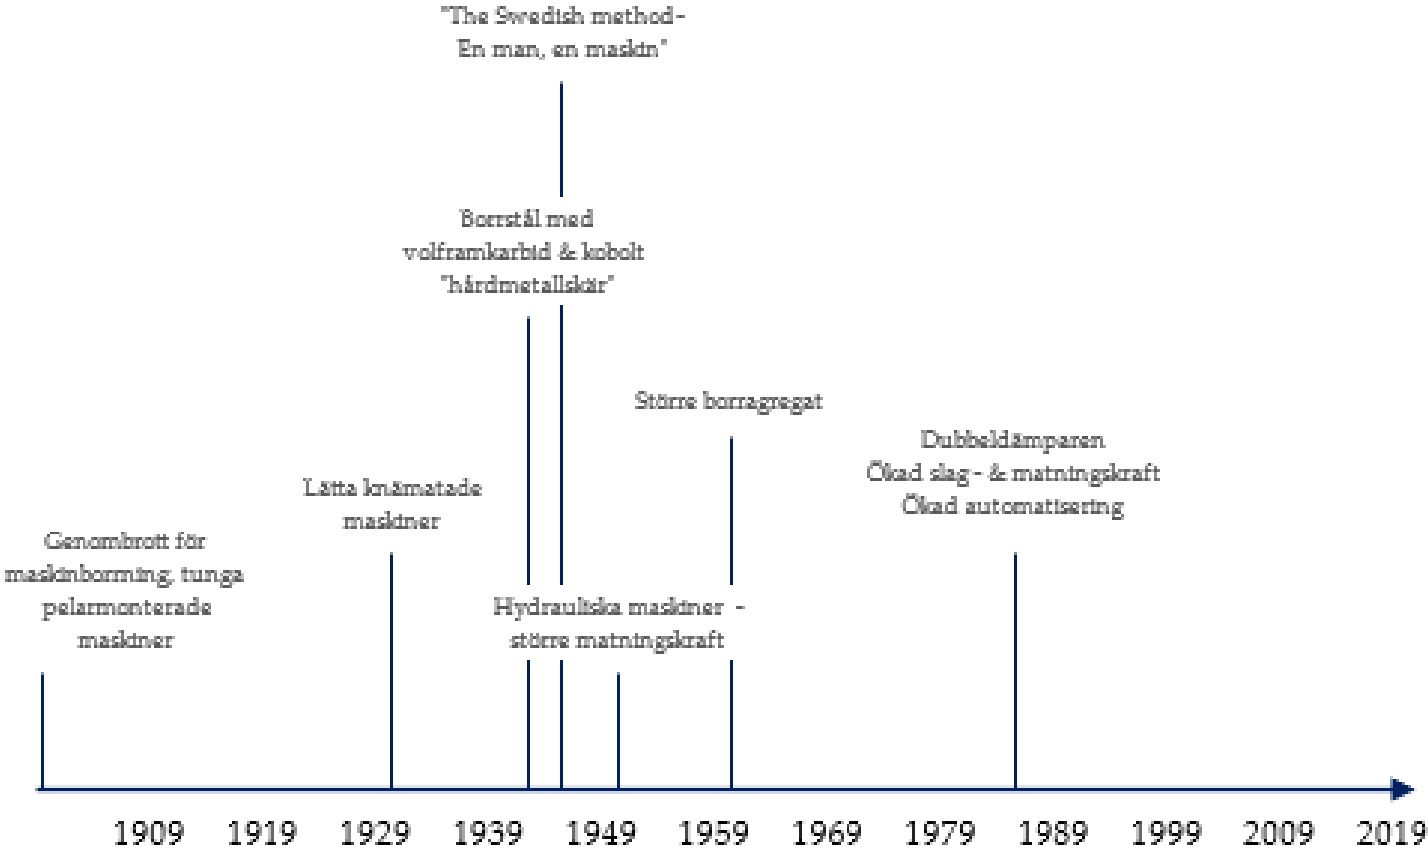 "The Swedish method-
En man, en maskin"
Borrstål med
volframkarbid & kobolt
"hårdmetallskär"
Större borragregat
Dubbeldämparen
Ökad slag- & matningskraft
Ökad automatisering
Lätta knämatade
maskiner
Genombrott för
maskinborrning, tunga
pelarmonterade
maskiner
Hydrauliska maskiner -
större matningskraft
1909 1919 1929 1939 1949 1959 1969 1979 1989 1999 2009 2019